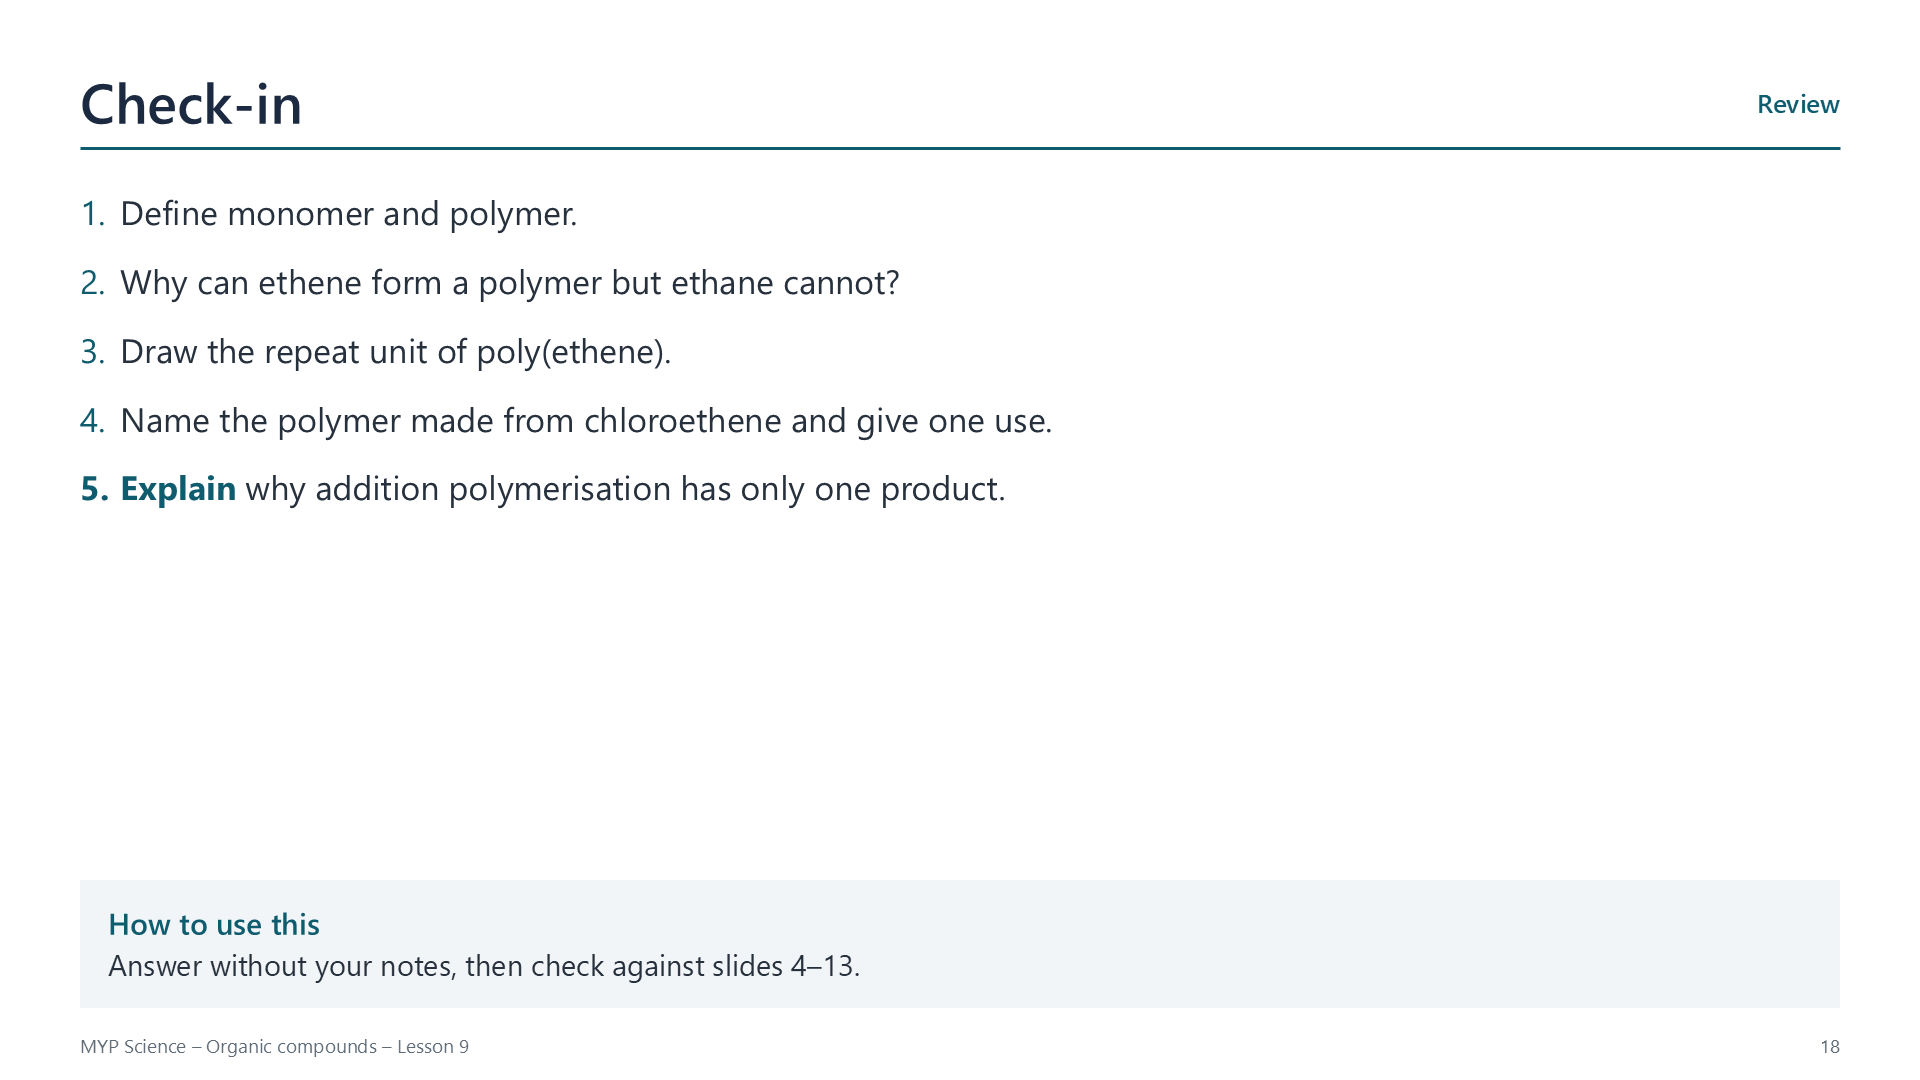 Check-in
Review
1. Define monomer and polymer.
2. Why can ethene form a polymer but ethane cannot?
3. Draw the repeat unit of poly(ethene).
4. Name the polymer made from chloroethene and give one use.
5. Explain why addition polymerisation has only one product.
How to use this
Answer without your notes, then check against slides 4–13.
MYP Science – Organic compounds – Lesson 9
18